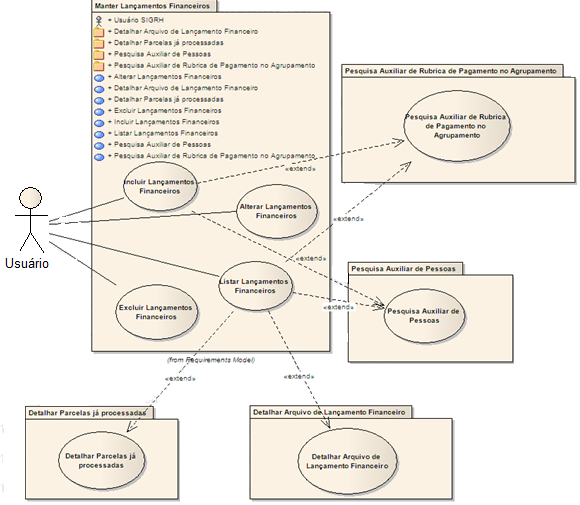 Manter Lançamentos Financeiros
+ Usuário SIGRH
+ Detalhar Arquivo de Lançamento Financeiro
+ Detalhar Parcelas já processadas
+ Pesquisa Auxiliar de Pessoas
+ Pesquisa Auxiliar de Rubrica de Pagamento no Agrupamento
+ Alterar Lançamentos Financeiros
+ Detalhar Arquivo de Lançamento Financeiro
+ Detalhar Parcelas já processadas
+ Excluir Lançamentos Financeiros
+ Incluir Lançamentos Financeiros
+ Listar Lançamentos Financeiros
+ Pesquisa Auxiliar de Pessoas
+ Pesquisa Auxiliar de Rubrica de Pagamento no Agrupamento
Pesquisa Auxiliar de Rubrica de Pagamento no Agrupamento
Pesquisa Auxiliar de Rubrica
de Pagamento no
Agrupamento
«extend»
Incluir Lançamentos
Financeiros
Alterar Lançamentos
Financeiros
«extend»
Usuário
«extend»
Pesquisa Auxiliar de Pessoas
Listar Lançamentos
Financeiros
«extend»
Pesquisa Auxiliar de
Pessoas
Excluir Lançamentos
Financeiros
(from Requirements Model)
«extend»
«extend»
Detalhar Parcelas já processadas
Detalhar Parcelas já
processadas
Detalhar Arquivo de Lançamento Financeiro
Detalhar Arquivo de
Lançamento Financeiro